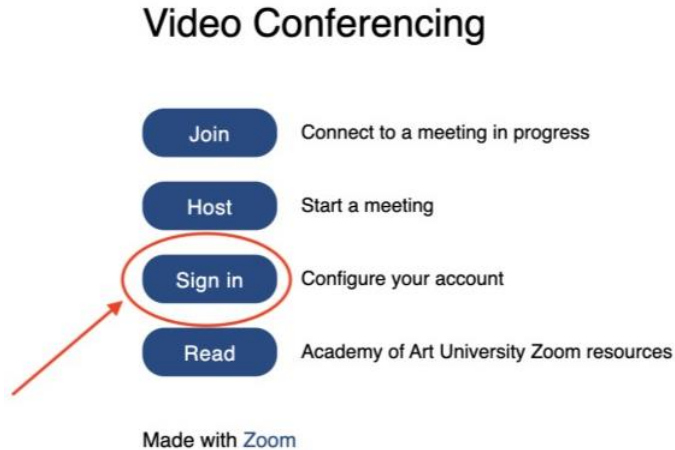 Video Conferencing
Join Connect to a meeting in progress
Host Start a meeting
Sign in Configure your account
Read Academy of Art University Zoom resources
Made with Zoom